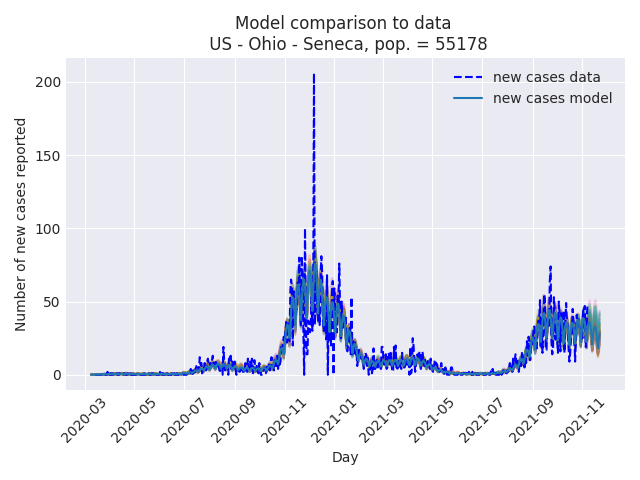 Model comparison to data
US - Ohio - Seneca, pop. = 55178
new cases data
new cases model
Number of new cases reported
200
150
100
50
0
2020-03
2020-05
2020-07
2020-09
2020-11
2021-01
2021-03
2021-05
2021-07
2021-09
2021-11
Day